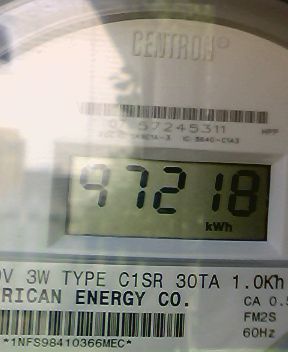 CENTRON®
57245311
HPP
97218
kWh
V 3W TYPE C1SR 30TA 1.0Kh
RICAN ENERGY CO.
CA 0.5
FM2S
60Hz
*1NFS98410366MEC*